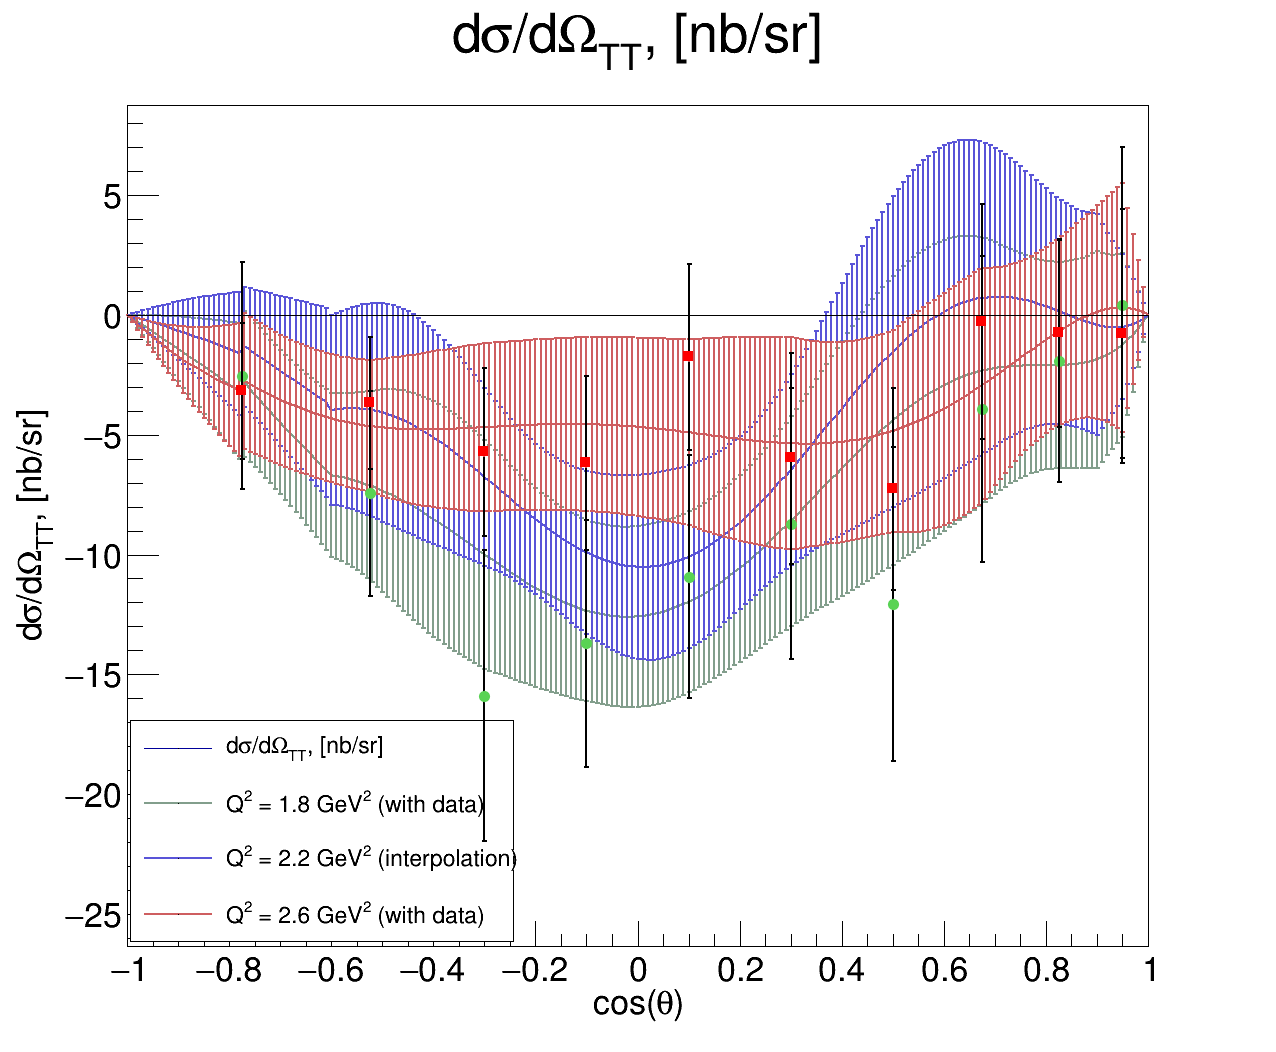 dσ/dΩTT, [nb/sr]
dσ/dΩTT, [nb/sr]
5
0
−5
−10
−15
−20
−25
dσ/dΩTT, [nb/sr]
Q² = 1.8 GeV² (with data)
Q² = 2.2 GeV² (interpolation)
Q² = 2.6 GeV² (with data)
−1 −0.8 −0.6 −0.4 −0.2 0 0.2 0.4 0.6 0.8 1
cos(θ)